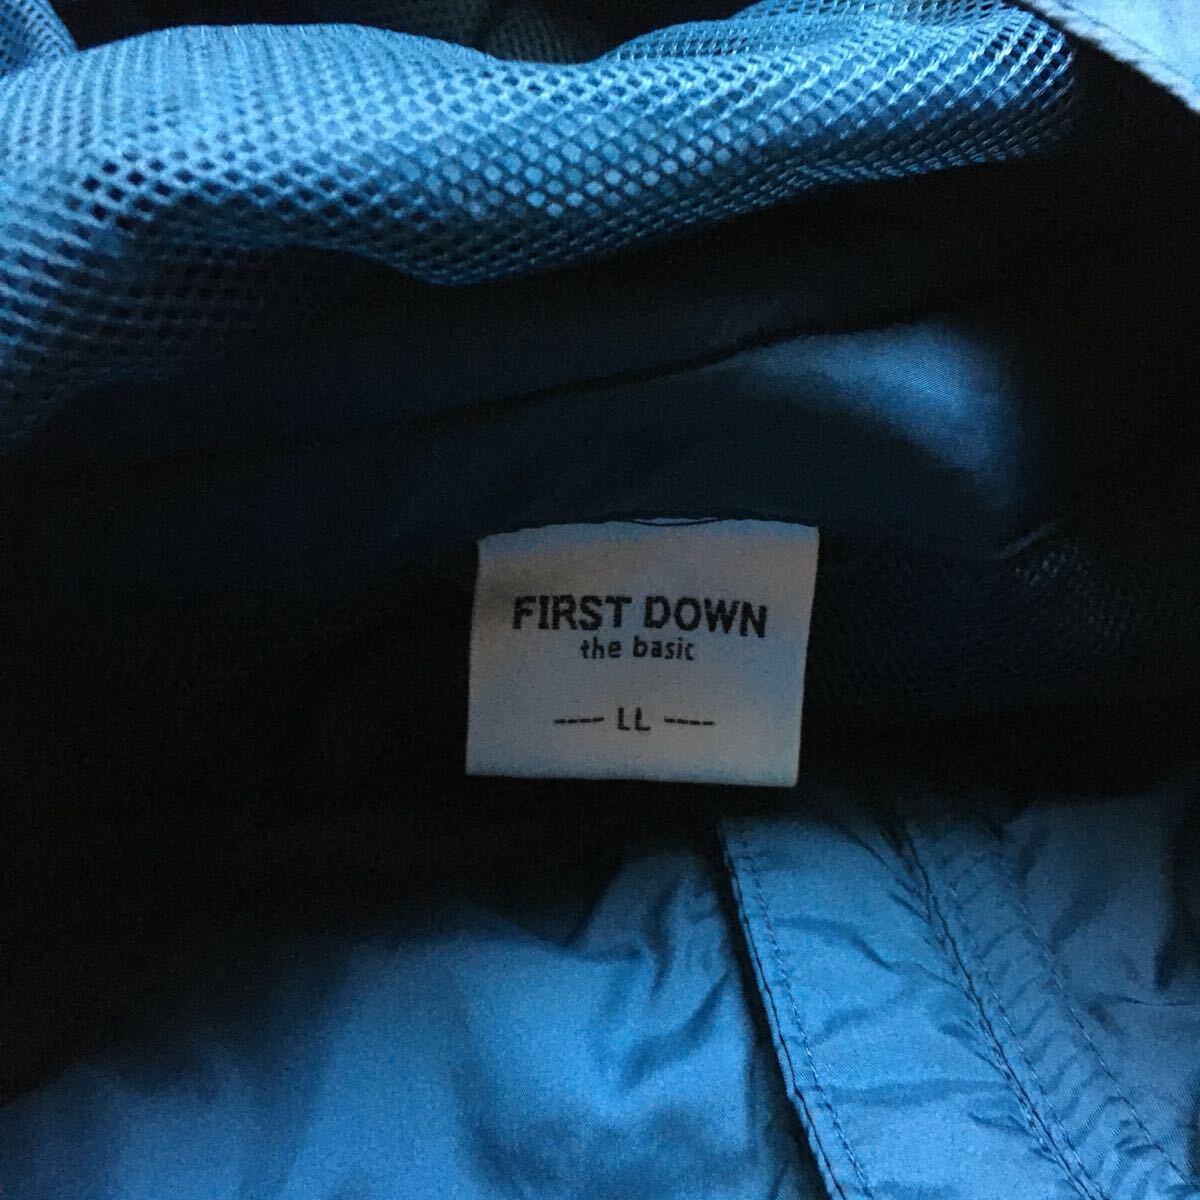 FIRST DOWN
the basic
---- LL ----